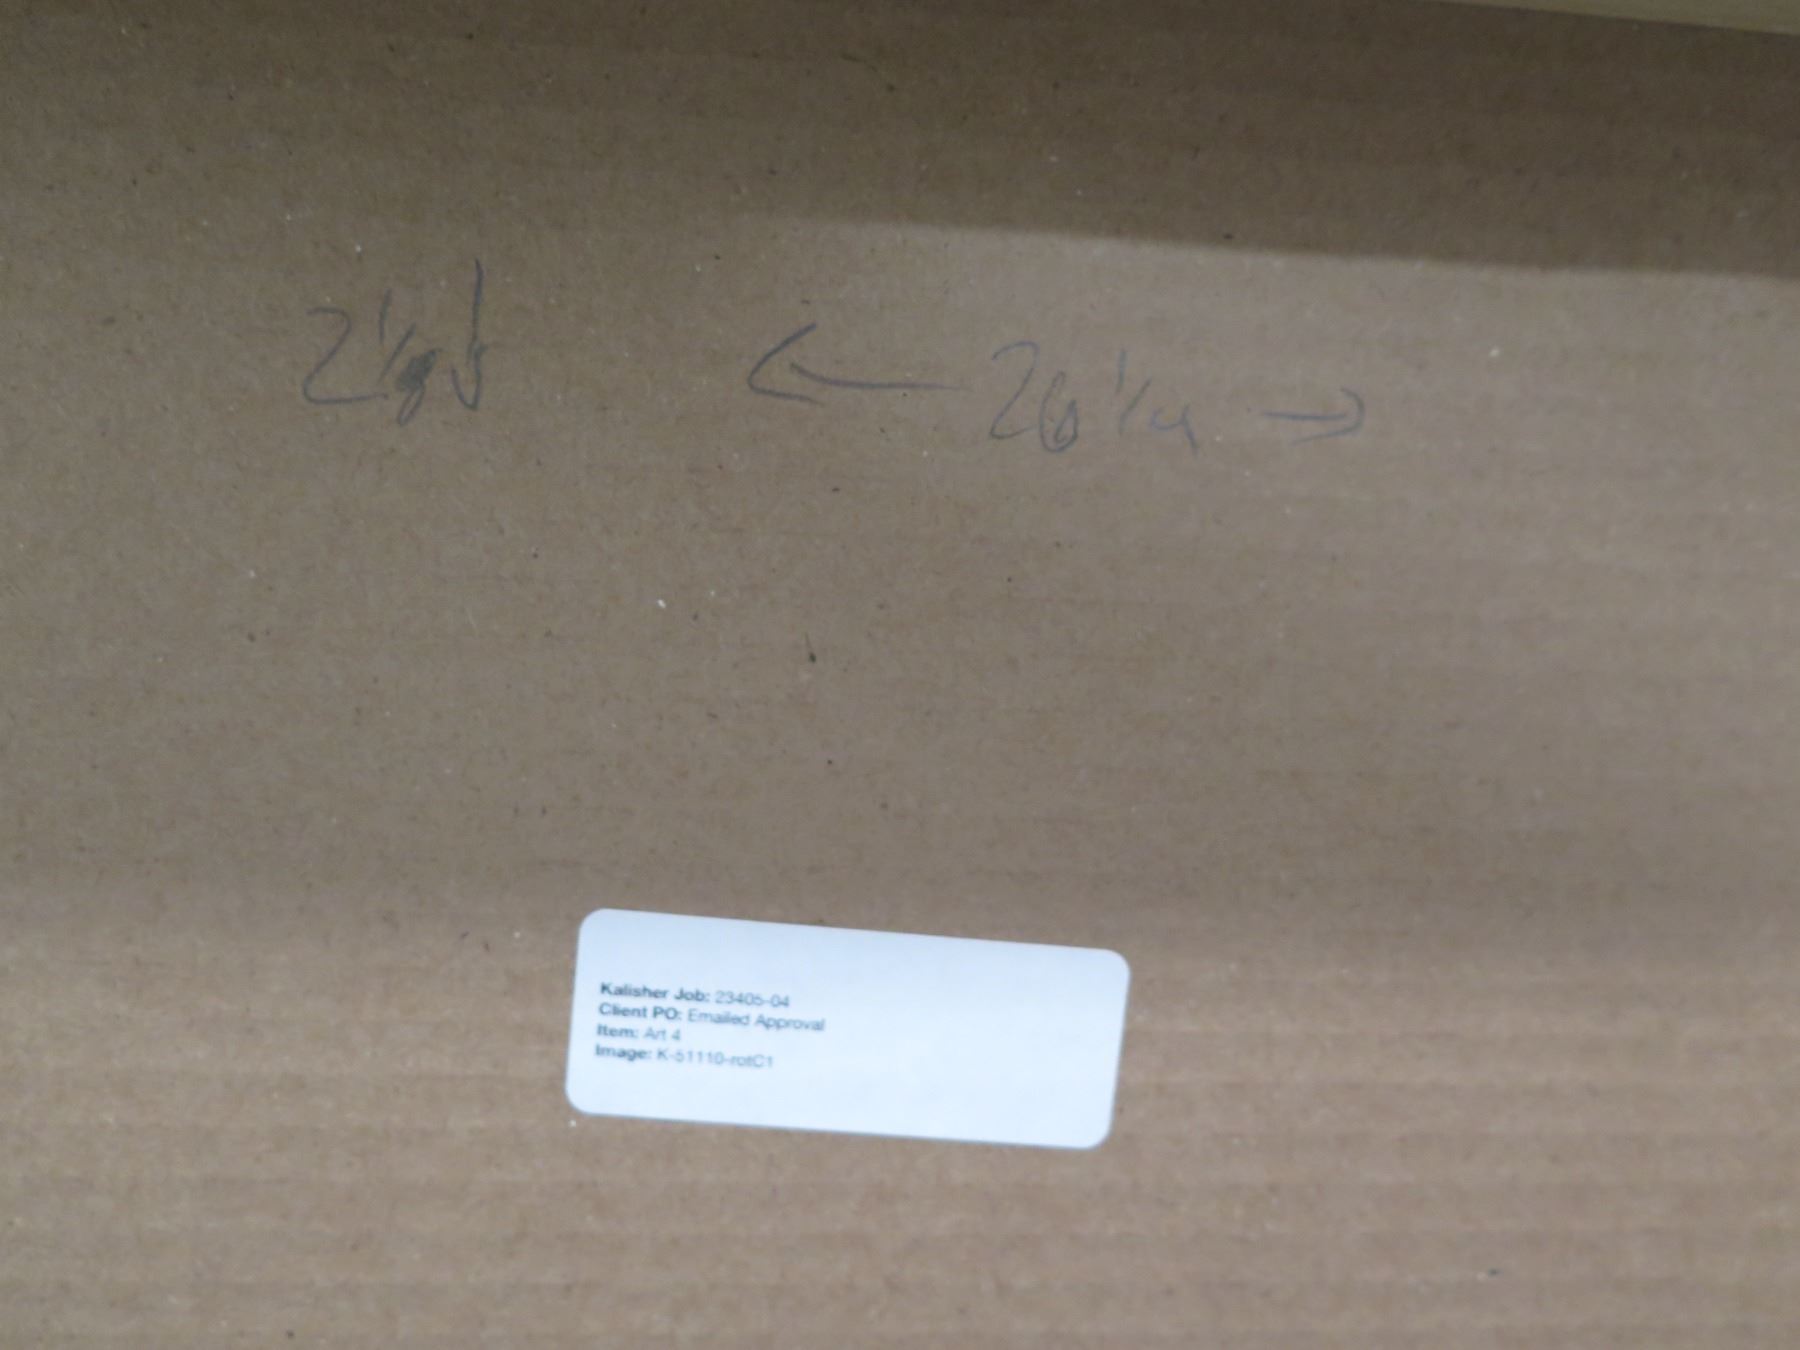 2 1/8 ↓ ← 26 1/4 →
Kalisher Job: 23405-04
Client PO: Emailed Approval
Item: Art 4
Image: K-51110-rotC1